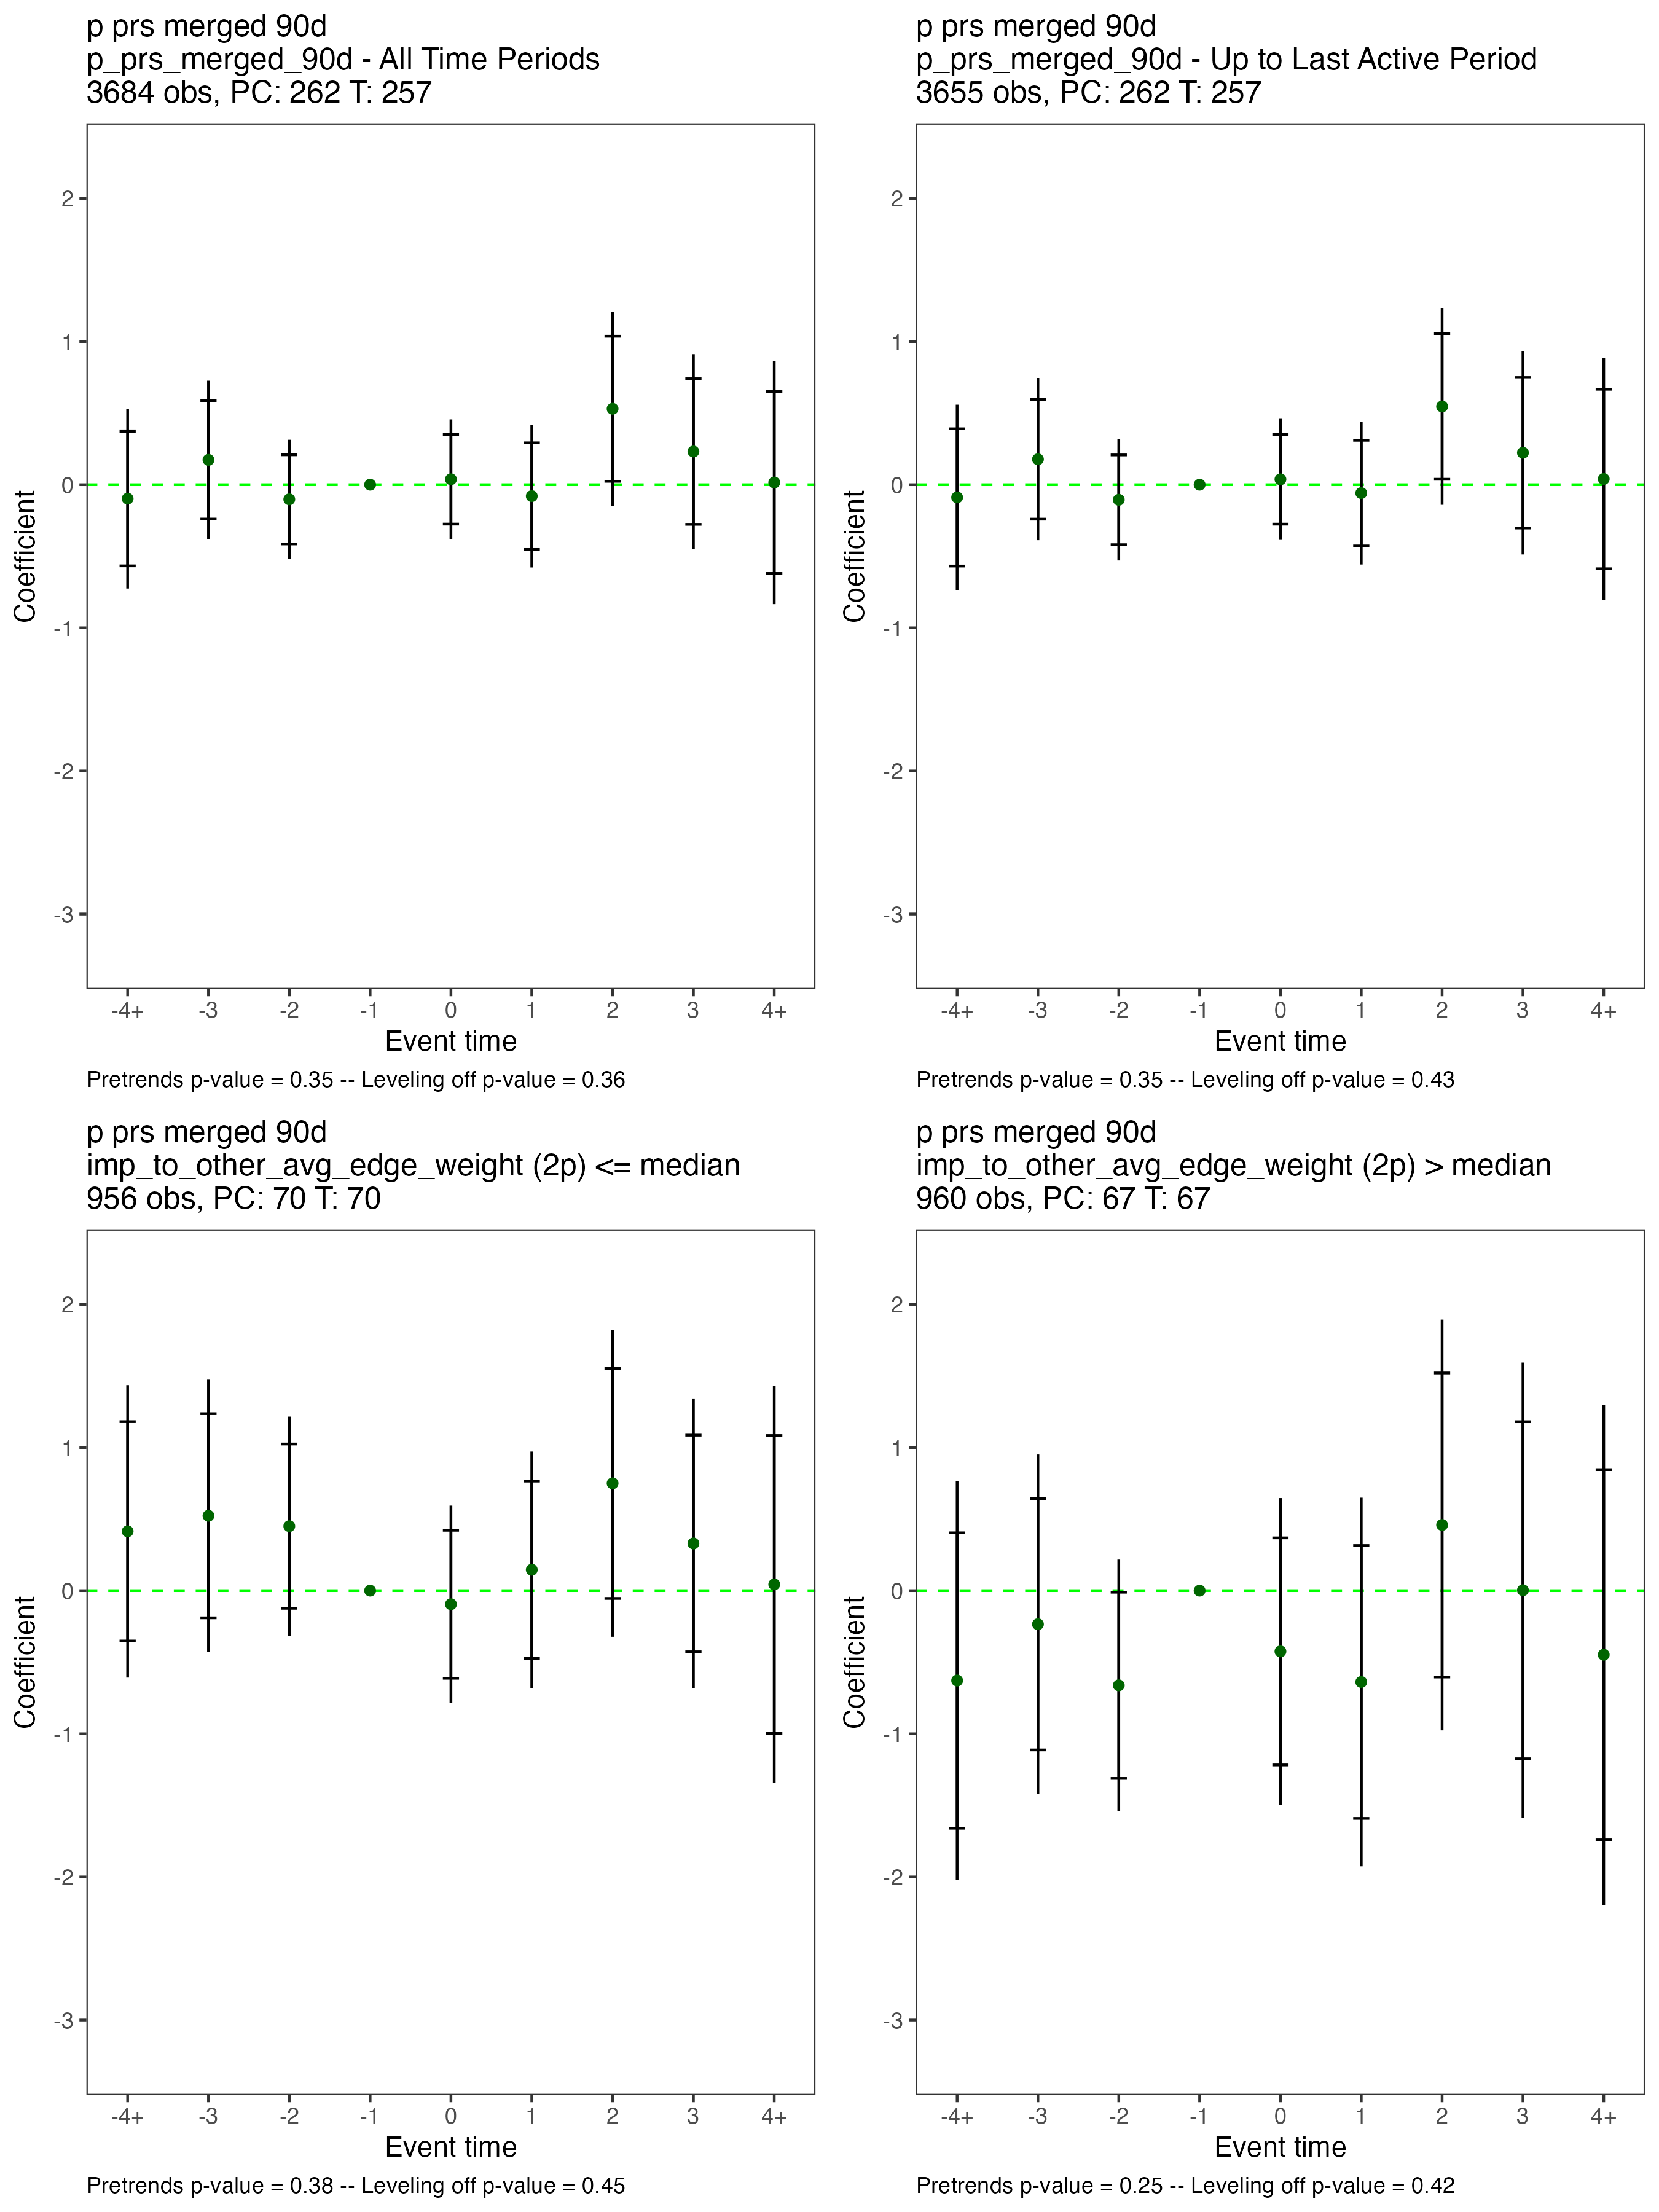 p prs merged 90d
p_prs_merged_90d - All Time Periods
3684 obs, PC: 262 T: 257
2
1
0
-1
-2
-3
Coefficient
-4+ -3 -2 -1 0 1 2 3 4+
Event time
Pretrends p-value = 0.35 -- Leveling off p-value = 0.36
p prs merged 90d
p_prs_merged_90d - Up to Last Active Period
3655 obs, PC: 262 T: 257
2
1
0
-1
-2
-3
Coefficient
-4+ -3 -2 -1 0 1 2 3 4+
Event time
Pretrends p-value = 0.35 -- Leveling off p-value = 0.43
p prs merged 90d
imp_to_other_avg_edge_weight (2p) <= median
956 obs, PC: 70 T: 70
2
1
0
-1
-2
-3
Coefficient
-4+ -3 -2 -1 0 1 2 3 4+
Event time
Pretrends p-value = 0.38 -- Leveling off p-value = 0.45
p prs merged 90d
imp_to_other_avg_edge_weight (2p) > median
960 obs, PC: 67 T: 67
2
1
0
-1
-2
-3
Coefficient
-4+ -3 -2 -1 0 1 2 3 4+
Event time
Pretrends p-value = 0.25 -- Leveling off p-value = 0.42